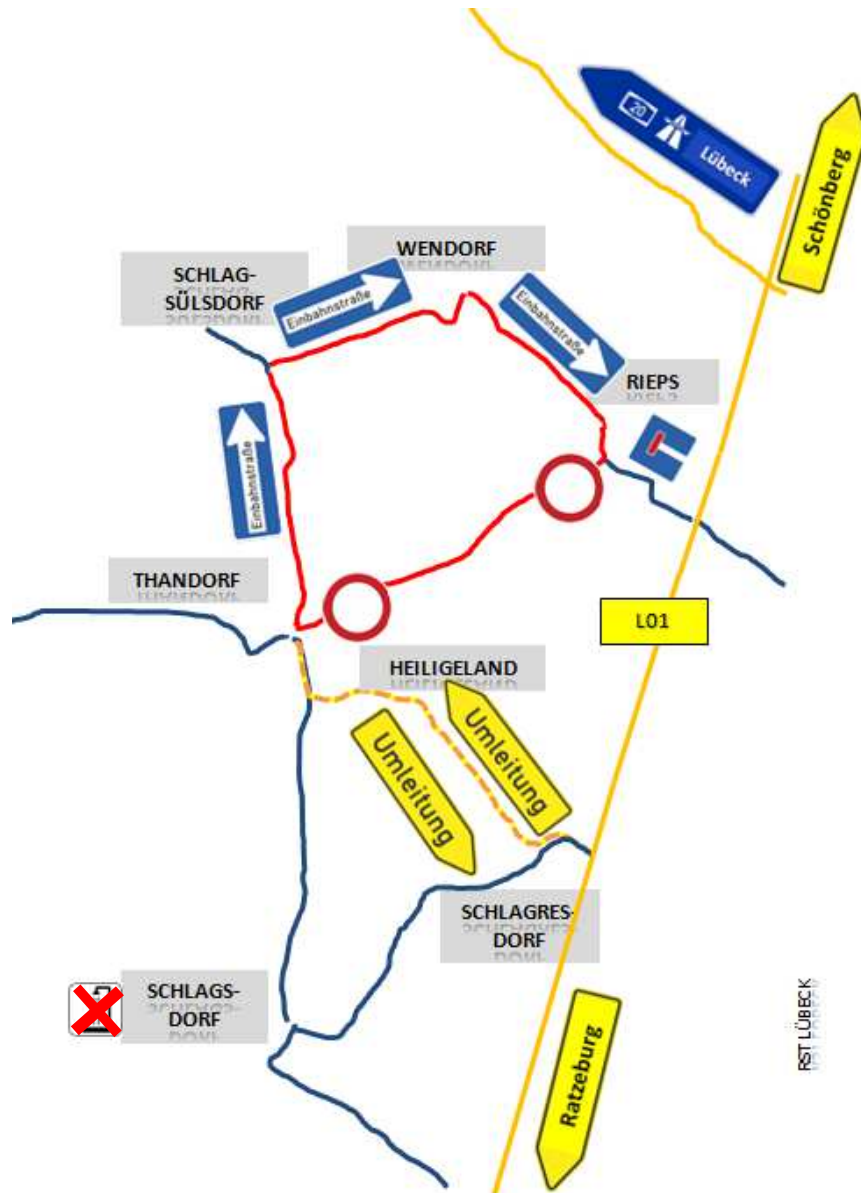 20
Lübeck
Schönberg
WENDORF
SCHLAG-
SÜLSDORF
Einbahnstraße
Einbahnstraße
RIEPS
Einbahnstraße
THANDORF
L01
HEILIGELAND
Umleitung
Umleitung
SCHLAGRES-
DORF
SCHLAGS-
DORF
RST LÜBECK
Ratzeburg